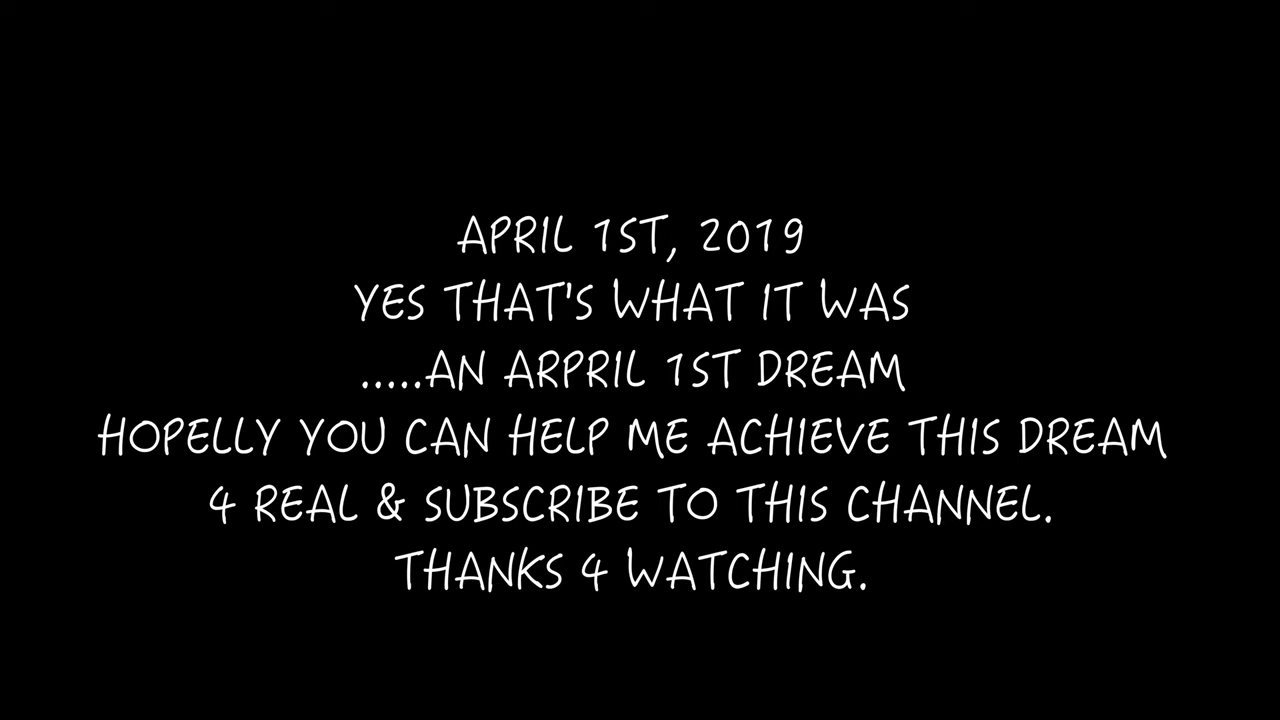 APRIL 1ST, 2019
YES THAT'S WHAT IT WAS
.....AN ARPRIL 1ST DREAM
HOPELLY YOU CAN HELP ME ACHIEVE THIS DREAM
4 REAL & SUBSCRIBE TO THIS CHANNEL.
THANKS 4 WATCHING.